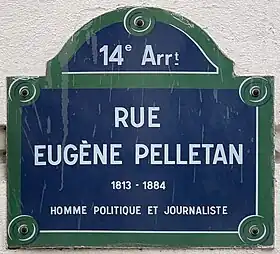 14e Arrt
RUE
EUGÈNE PELLETAN
1813 - 1884
HOMME POLITIQUE ET JOURNALISTE